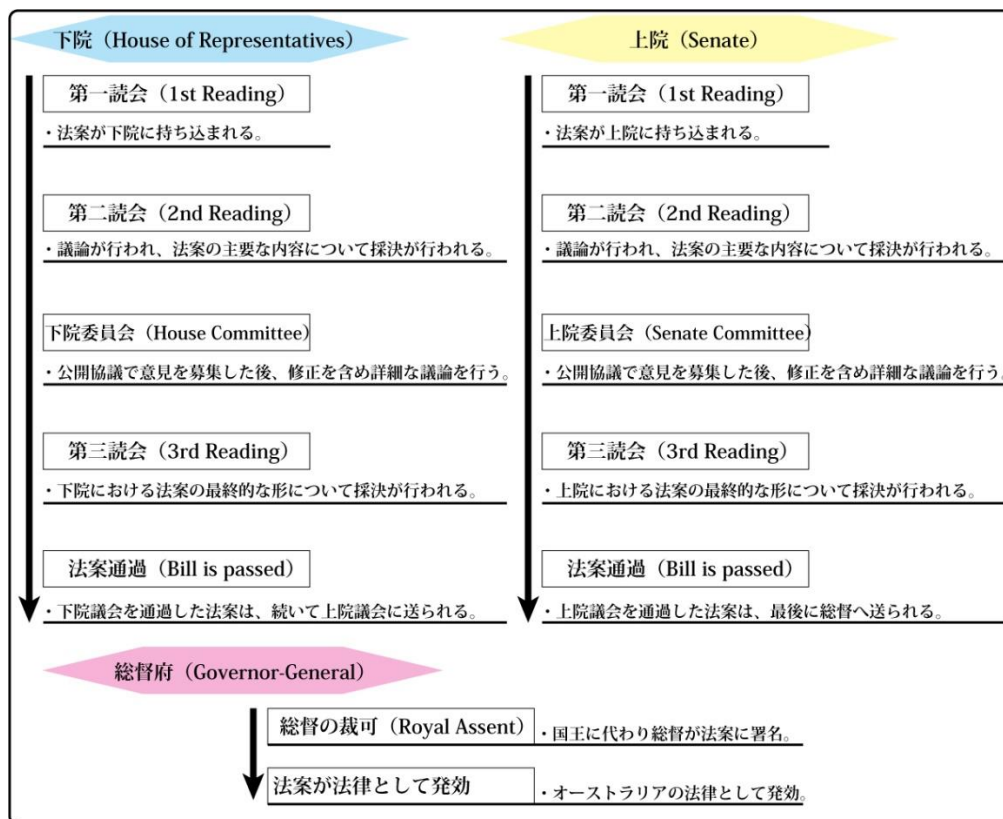 下院（House of Representatives）
第一読会（1st Reading）
・法案が下院に持ち込まれる。
第二読会（2nd Reading）
・議論が行われ、法案の主要な内容について採決が行われる。
下院委員会（House Committee）
・公開協議で意見を募集した後、修正を含め詳細な議論を行う。
第三読会（3rd Reading）
・下院における法案の最終的な形について採決が行われる。
法案通過（Bill is passed）
・下院議会を通過した法案は、続いて上院議会に送られる。
上院（Senate）
第一読会（1st Reading）
・法案が上院に持ち込まれる。
第二読会（2nd Reading）
・議論が行われ、法案の主要な内容について採決が行われる。
上院委員会（Senate Committee）
・公開協議で意見を募集した後、修正を含め詳細な議論を行う。
第三読会（3rd Reading）
・上院における法案の最終的な形について採決が行われる。
法案通過（Bill is passed）
・上院議会を通過した法案は、最後に総督へ送られる。
総督府（Governor-General）
総督の裁可（Royal Assent）
・国王に代わり総督が法案に署名。
法案が法律として発効
・オーストラリアの法律として発効。